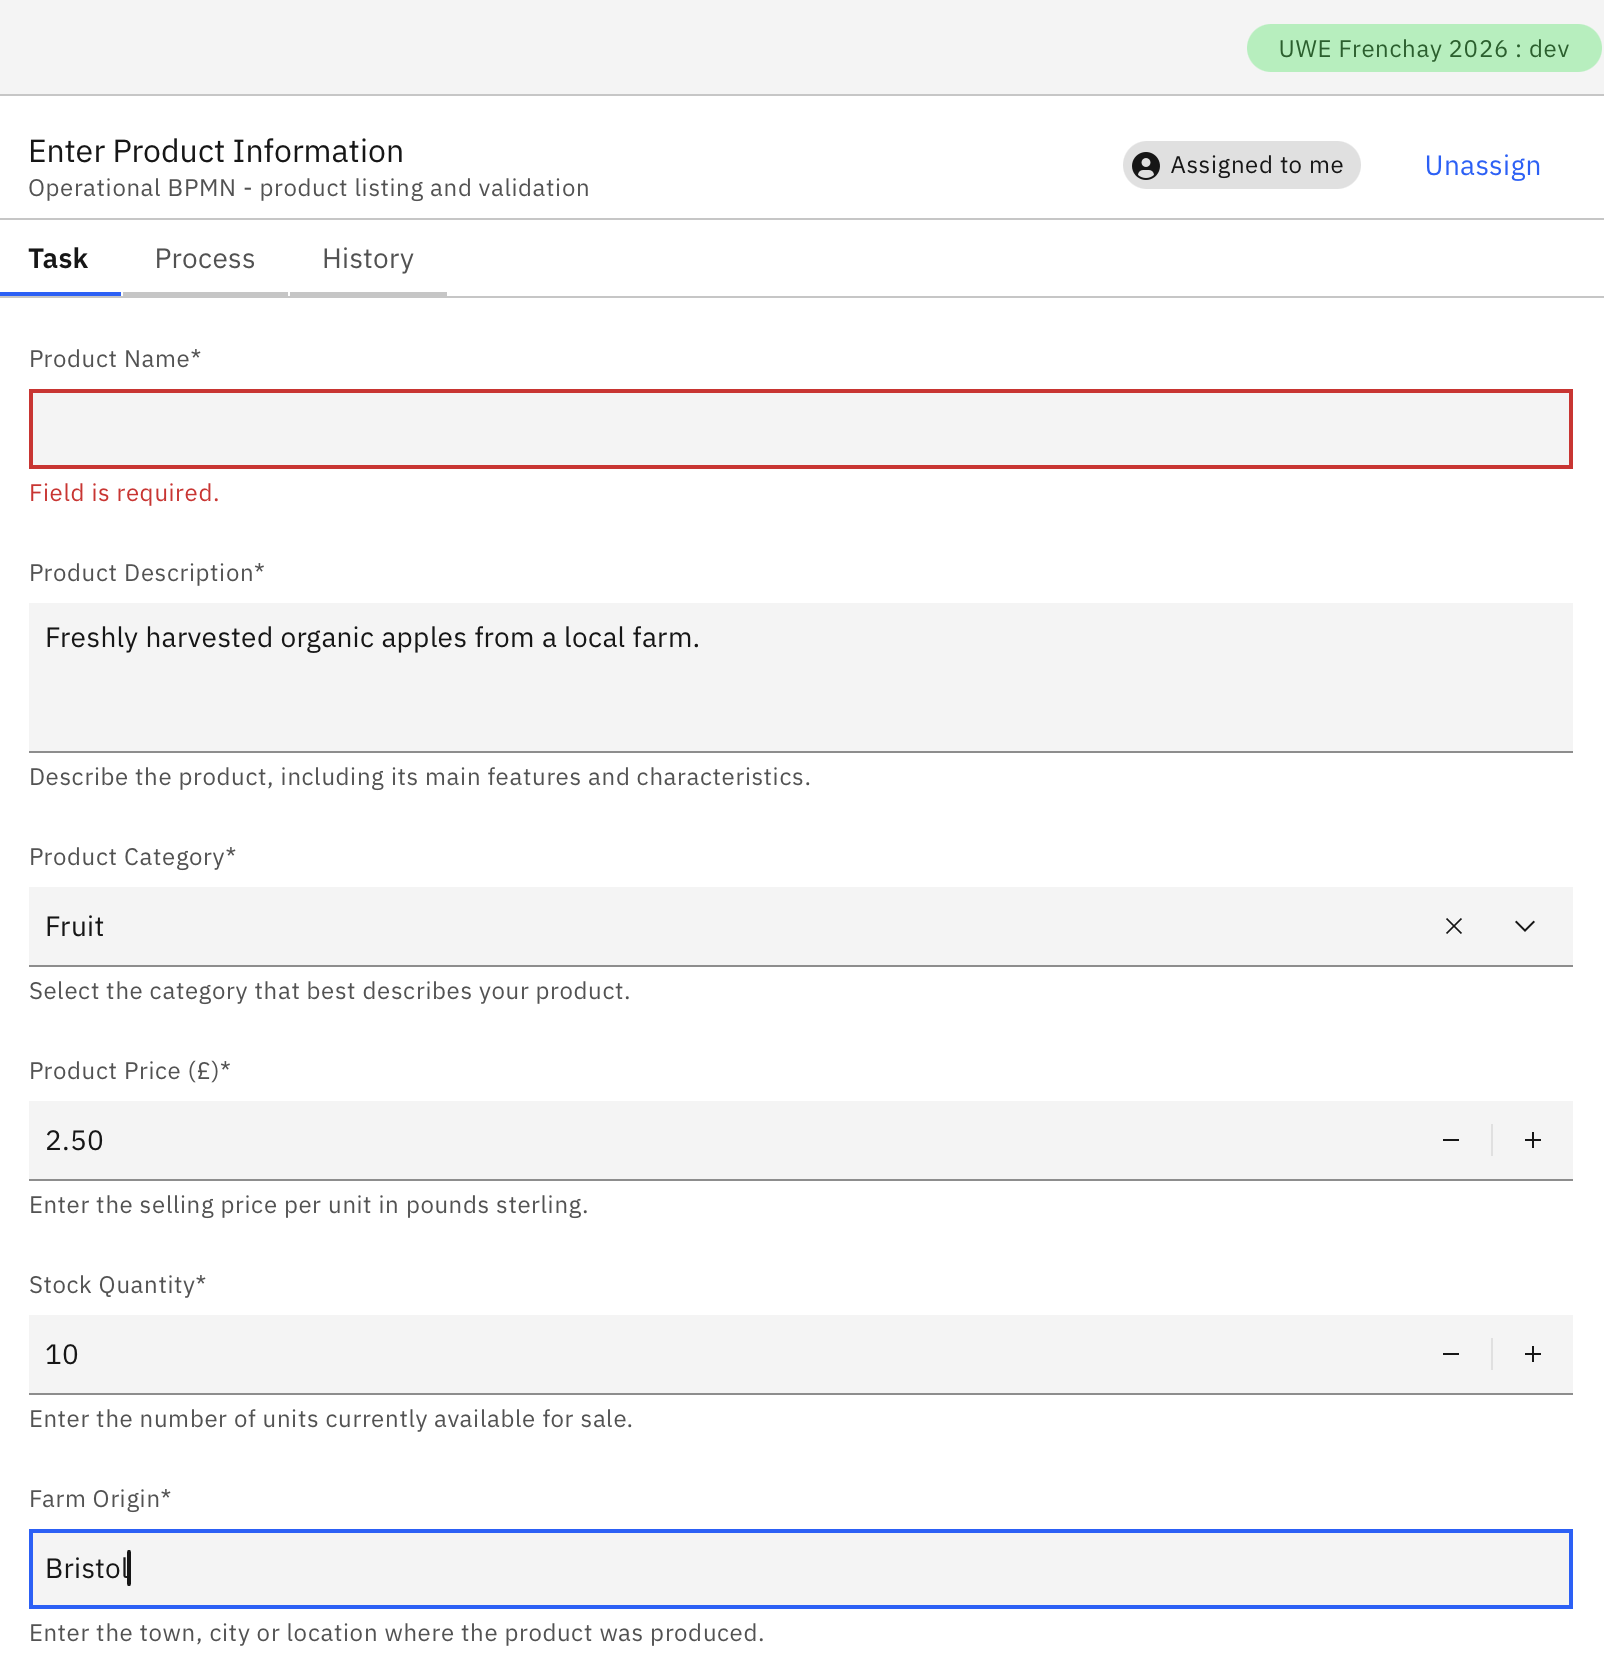 UWE Frenchay 2026 : dev
Enter Product Information
Operational BPMN - product listing and validation
Assigned to me
Unassign
Task
Process
History
Product Name*
Field is required.
Product Description*
Freshly harvested organic apples from a local farm.
Describe the product, including its main features and characteristics.
Product Category*
Fruit
Select the category that best describes your product.
Product Price (£)*
2.50
Enter the selling price per unit in pounds sterling.
Stock Quantity*
10
Enter the number of units currently available for sale.
Farm Origin*
Bristol
Enter the town, city or location where the product was produced.